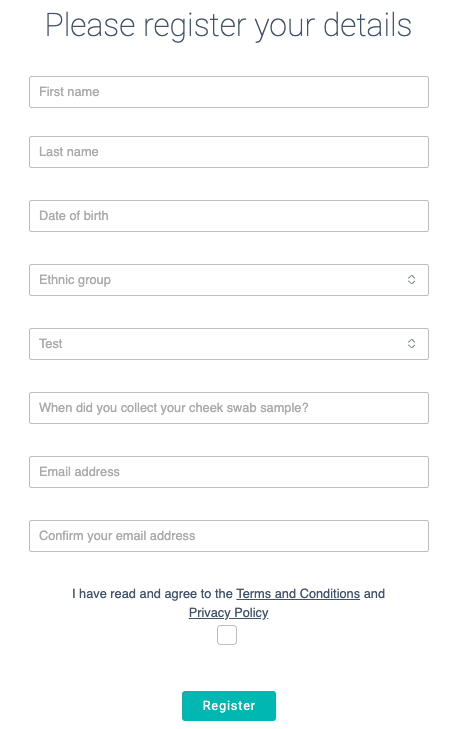 Please register your details
First name
Last name
Date of birth
Ethnic group
Test
When did you collect your cheek swab sample?
Email address
Confirm your email address
I have read and agree to the Terms and Conditions and
Privacy Policy
Register